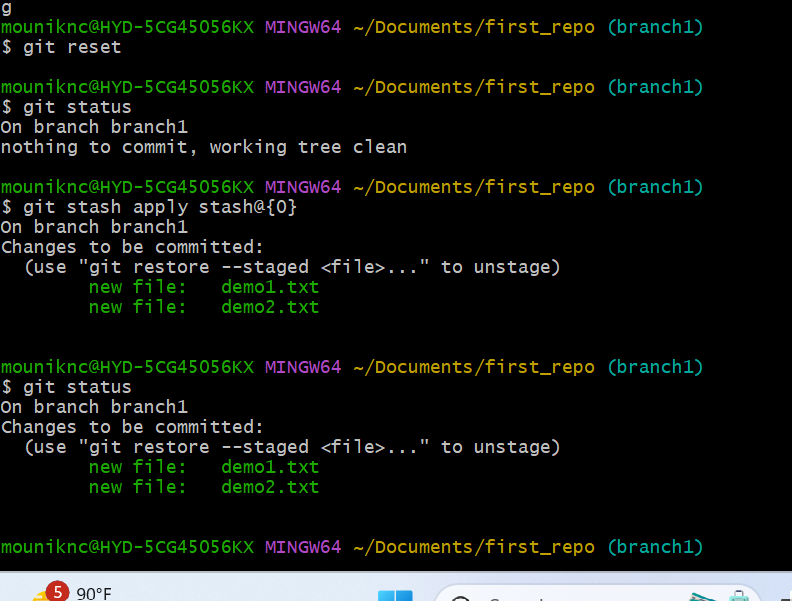 g
mouniknc@HYD-5CG45056KX MINGW64 ~/Documents/first_repo (branch1)
$ git reset
mouniknc@HYD-5CG45056KX MINGW64 ~/Documents/first_repo (branch1)
$ git status
On branch branch1
nothing to commit, working tree clean
mouniknc@HYD-5CG45056KX MINGW64 ~/Documents/first_repo (branch1)
$ git stash apply stash@{0}
On branch branch1
Changes to be committed:
  (use "git restore --staged <file>..." to unstage)
        new file:   demo1.txt
        new file:   demo2.txt
mouniknc@HYD-5CG45056KX MINGW64 ~/Documents/first_repo (branch1)
$ git status
On branch branch1
Changes to be committed:
  (use "git restore --staged <file>..." to unstage)
        new file:   demo1.txt
        new file:   demo2.txt
mouniknc@HYD-5CG45056KX MINGW64 ~/Documents/first_repo (branch1)
5 90°F